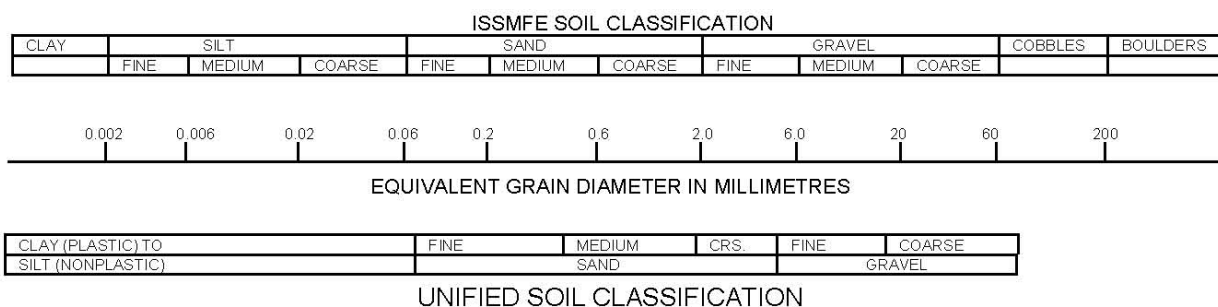 ISSMFE SOIL CLASSIFICATION
CLAY SILT SAND GRAVEL COBBLES BOULDERS
FINE MEDIUM COARSE FINE MEDIUM COARSE FINE MEDIUM COARSE
0.002 0.006 0.02 0.06 0.2 0.6 2.0 6.0 20 60 200
EQUIVALENT GRAIN DIAMETER IN MILLIMETRES
CLAY (PLASTIC) TO FINE MEDIUM CRS. FINE COARSE
SILT (NONPLASTIC) SAND GRAVEL
UNIFIED SOIL CLASSIFICATION